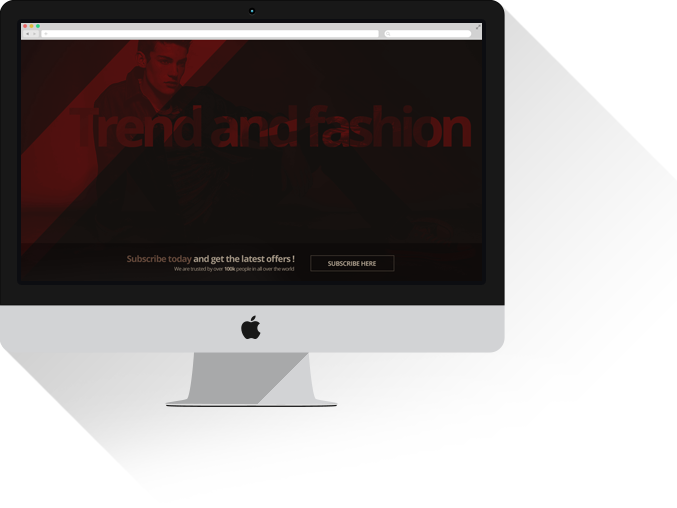 Trend and fashion
Subscribe today and get the latest offers !
We are trusted by over 100k people in all over the world
SUBSCRIBE HERE